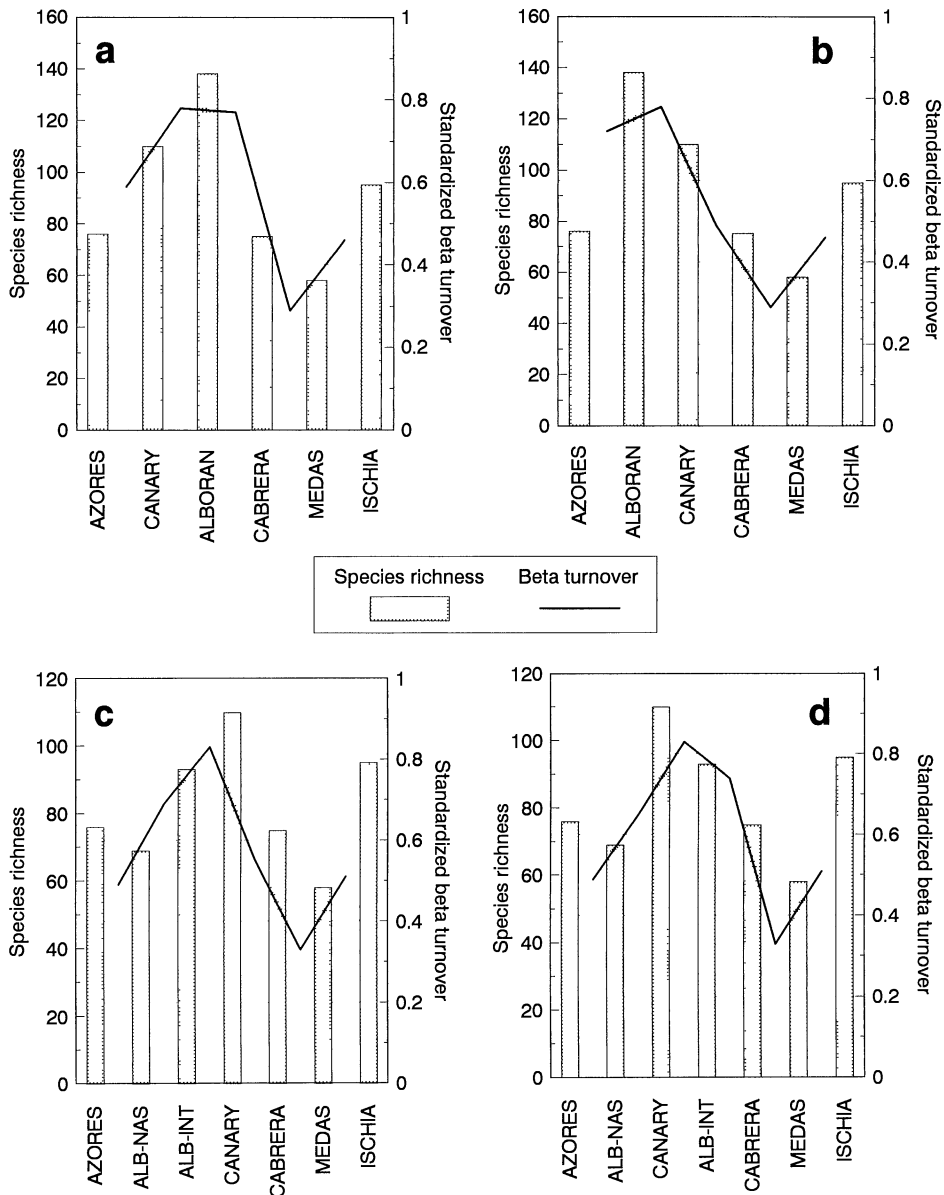 a
Species richness
160
140
120
100
80
60
40
20
0
1
0.8
0.6
0.4
0.2
0
Standardized beta turnover
AZORES
CANARY
ALBORAN
CABRERA
MEDAS
ISCHIA
b
Species richness
160
140
120
100
80
60
40
20
0
1
0.8
0.6
0.4
0.2
0
Standardized beta turnover
AZORES
ALBORAN
CANARY
CABRERA
MEDAS
ISCHIA
Species richness Beta turnover
c
Species richness
120
100
80
60
40
20
0
1
0.8
0.6
0.4
0.2
0
Standardized beta turnover
AZORES
ALB-NAS
ALB-INT
CANARY
CABRERA
MEDAS
ISCHIA
d
Species richness
120
100
80
60
40
20
0
1
0.8
0.6
0.4
0.2
0
Standardized beta turnover
AZORES
ALB-NAS
CANARY
ALB-INT
CABRERA
MEDAS
ISCHIA